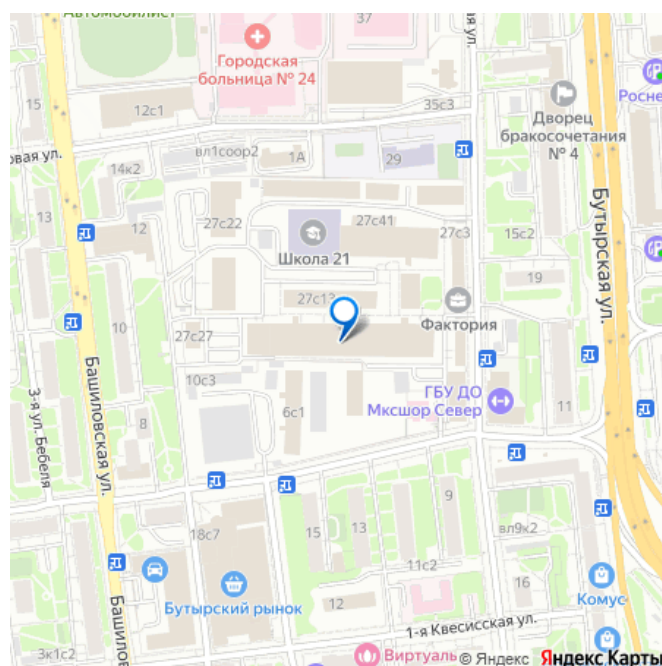 Автомобилист
37
Городская
больница № 24
ая ул.
Росне
15
12с1
35с3
Дворец
бракосочетания
№ 4
овая ул.
вл1соор2
1А
29
14к2
13
12
27с22
27с41
27с3
15с2
Бутырская ул.
Школа 21
19
27с13
Фактория
10
27с27
Башиловская ул.
3-я ул. Бебеля
10с3
ГБУ ДО
Мксшор Север
8
6с1
11
9
18с7
15
13
вл9к2
11с2
16
Бутырский рынок
12
Комус
Башилов
1-я Квесисская ул.
3к1с2
Виртуаль
© Яндекс Яндекс Карты